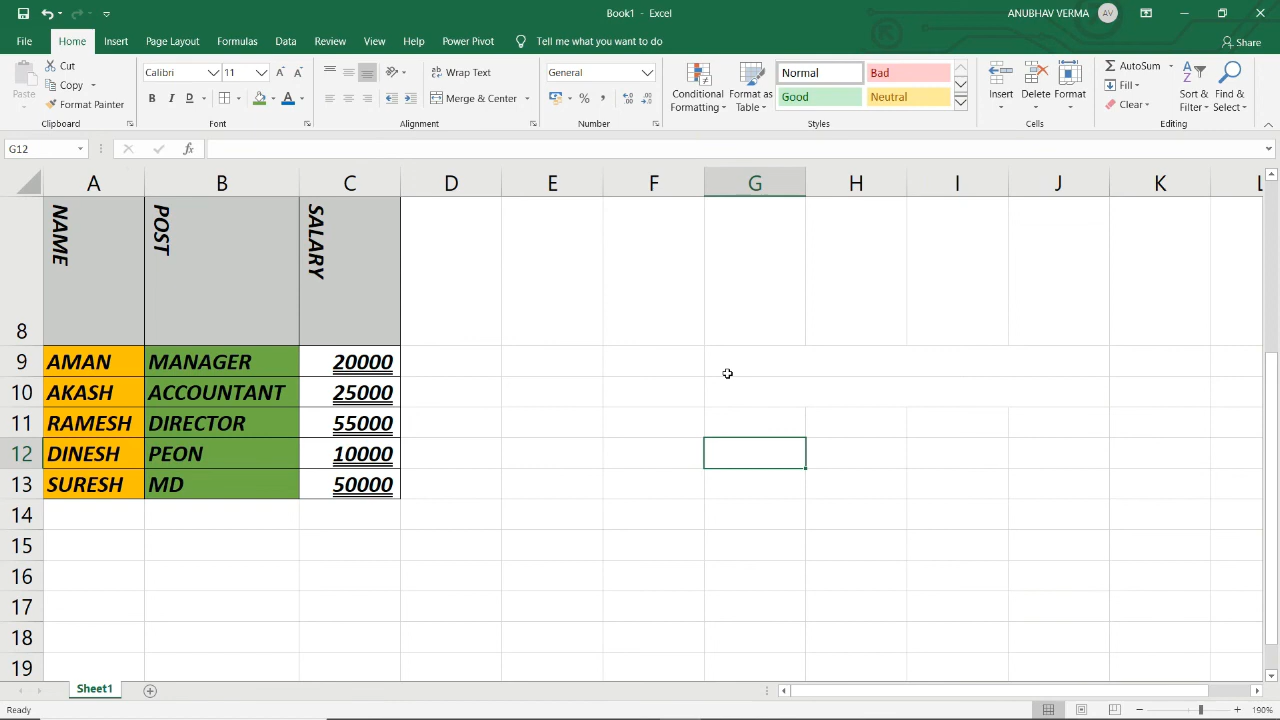 Book1 - Excel
ANUBHAV VERMA AV
File Home Insert Page Layout Formulas Data Review View Help Power Pivot Tell me what you want to do Share
Paste Cut Copy Format Painter
Calibri 11 B I U
Wrap Text Merge & Center
General % ,
Conditional Formatting Format as Table
Normal Bad Good Neutral
Insert Delete Format
AutoSum Fill Clear Sort & Filter Find & Select
Clipboard Font Alignment Number Styles Cells Editing
G12 fx
A B C D E F G H I J K L
8 NAME POST SALARY
9 AMAN MANAGER 20000
10 AKASH ACCOUNTANT 25000
11 RAMESH DIRECTOR 55000
12 DINESH PEON 10000
13 SURESH MD 50000
14
15
16
17
18
19
Sheet1
Ready 190%